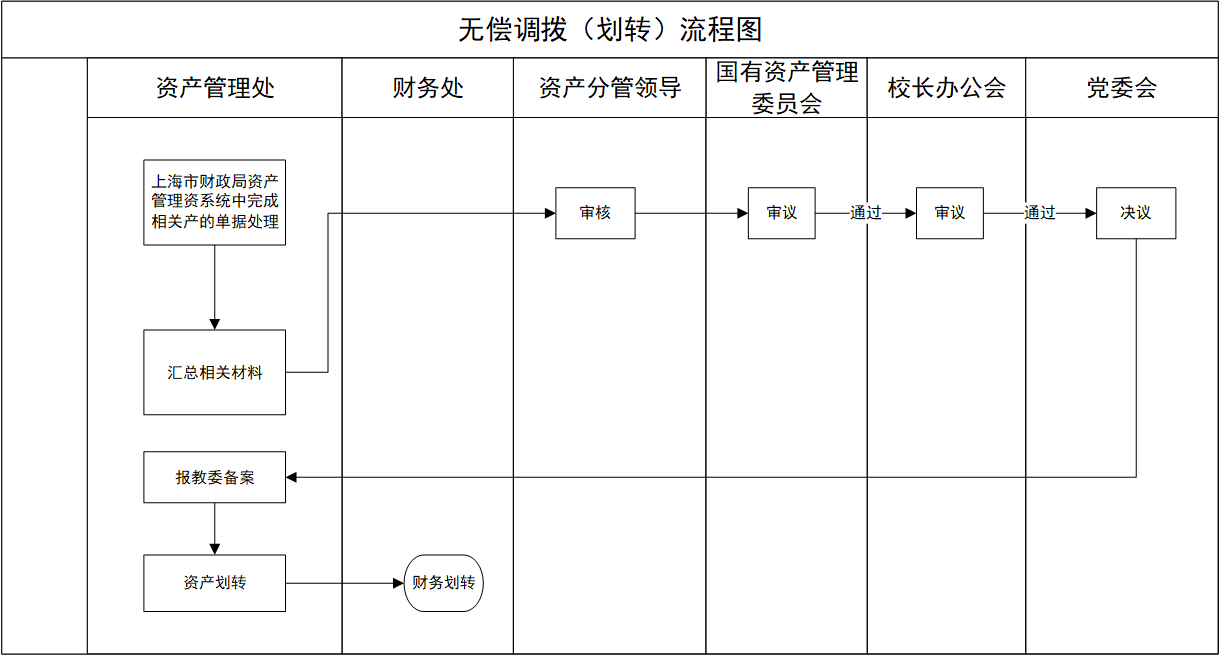 无偿调拨（划转）流程图
资产管理处
财务处
资产分管领导
国有资产管理
委员会
校长办公会
党委会
上海市财政局资产
管理资系统中完成
相关产的单据处理
审核
审议
通过
审议
通过
决议
汇总相关材料
报教委备案
资产划转
财务划转